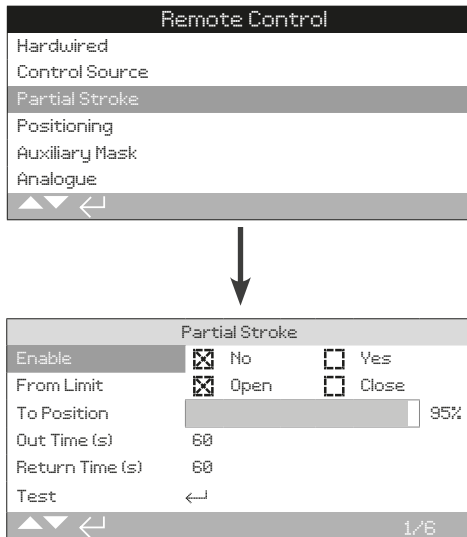 Remote Control
Hardwired
Control Source
Partial Stroke
Positioning
Auxiliary Mask
Analogue
Partial Stroke
Enable No Yes
From Limit Open Close
To Position 95%
Out Time (s) 60
Return Time (s) 60
Test
1/6